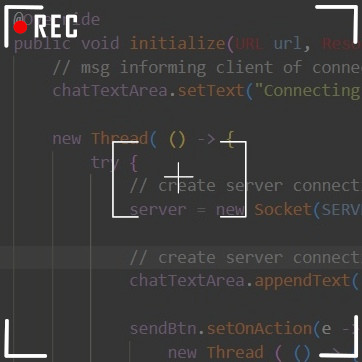 @Override
REC
public void initialize(URL url, Reso
// msg informing client of conne
chatTextArea.setText("Connecting
new Thread( () -> {
try {
// create server connect
server = new Socket(SERV
// create server connect
chatTextArea.appendText(
sendBtn.setOnAction(e ->
new Thread ( () ->